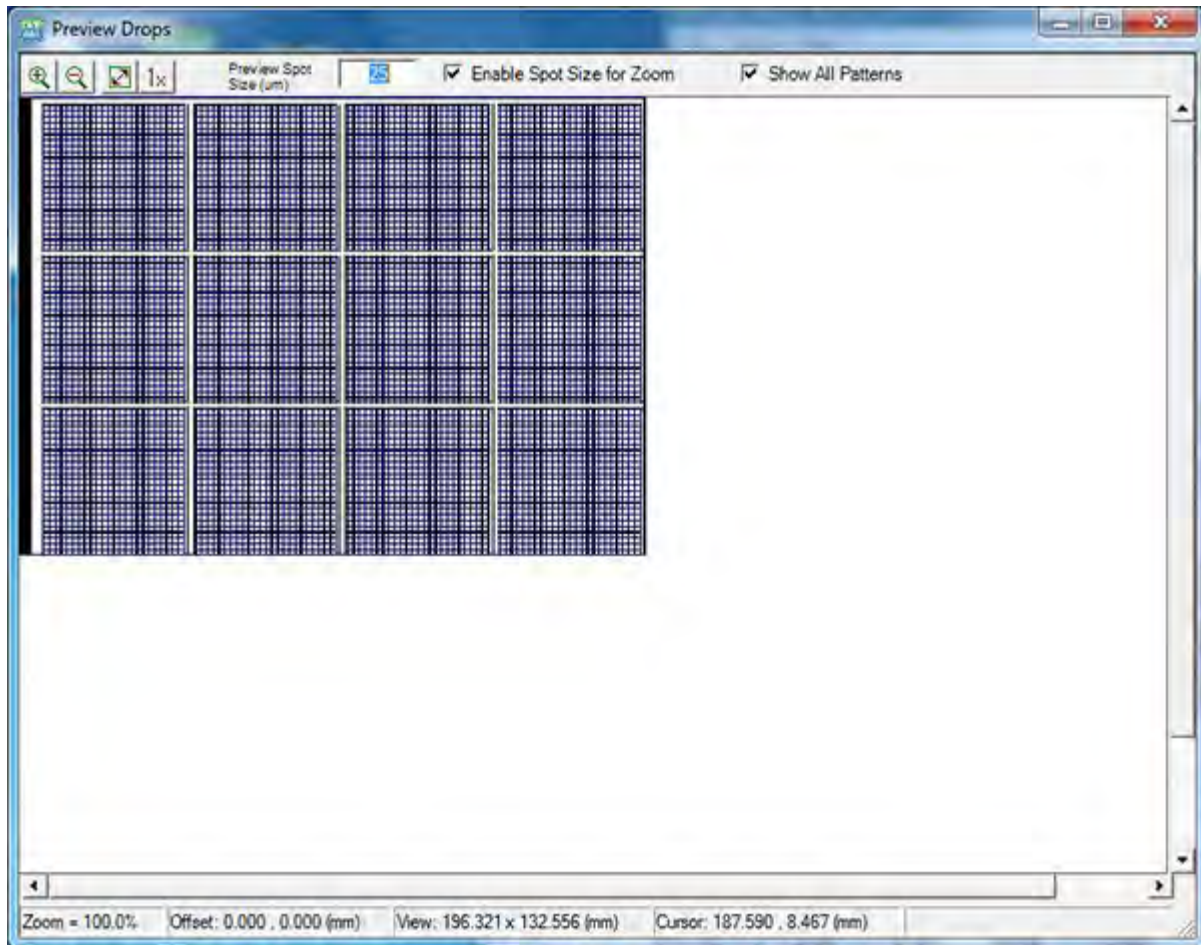 Preview Drops
1x
Preview Spot
Size (um)
25
Enable Spot Size for Zoom
Show All Patterns
Zoom = 100.0%
Offset: 0.000 , 0.000 (mm)
View: 196.321 x 132.556 (mm)
Cursor: 187.590 , 8.467 (mm)